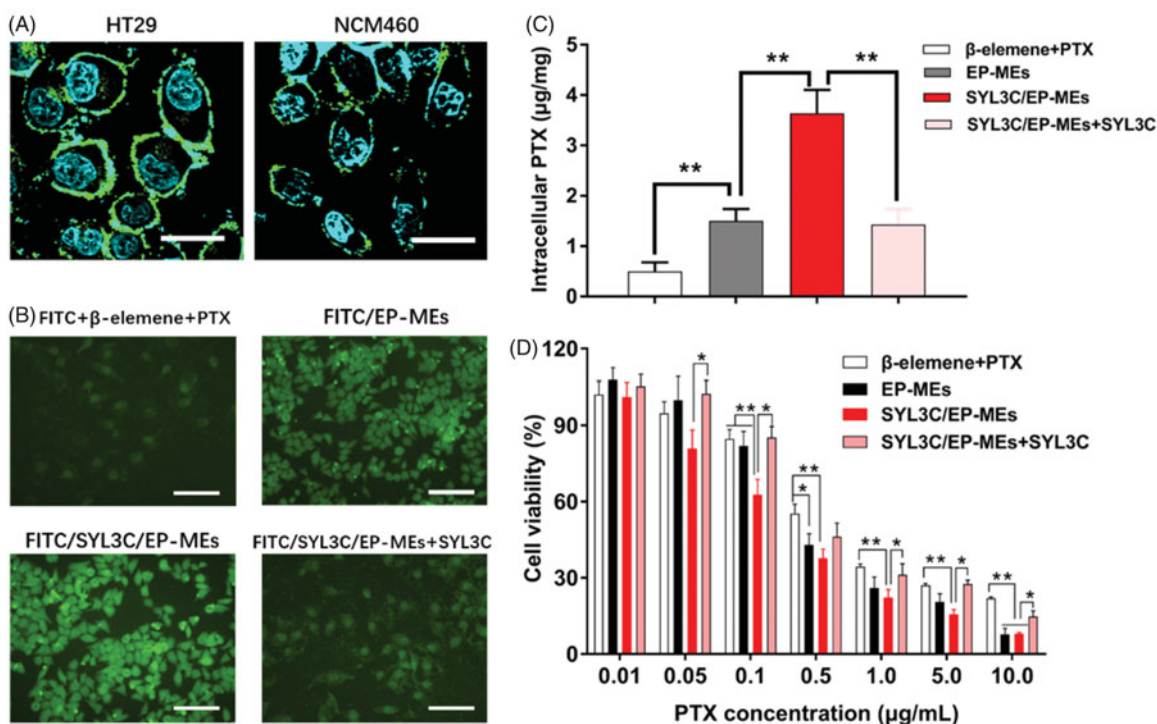 (A)
HT29
NCM460
(B)
FITC+β-elemene+PTX
FITC/EP-MEs
FITC/SYL3C/EP-MEs
FITC/SYL3C/EP-MEs+SYL3C
(C)
Intracellular PTX (μg/mg)
5
4
3
2
1
0
**
**
**
β-elemene+PTX
EP-MEs
SYL3C/EP-MEs
SYL3C/EP-MEs+SYL3C
(D)
Cell viability (%)
120
90
60
30
0
*
**
*
**
*
**
*
**
*
**
*
β-elemene+PTX
EP-MEs
SYL3C/EP-MEs
SYL3C/EP-MEs+SYL3C
0.01 0.05 0.1 0.5 1.0 5.0 10.0
PTX concentration (μg/mL)